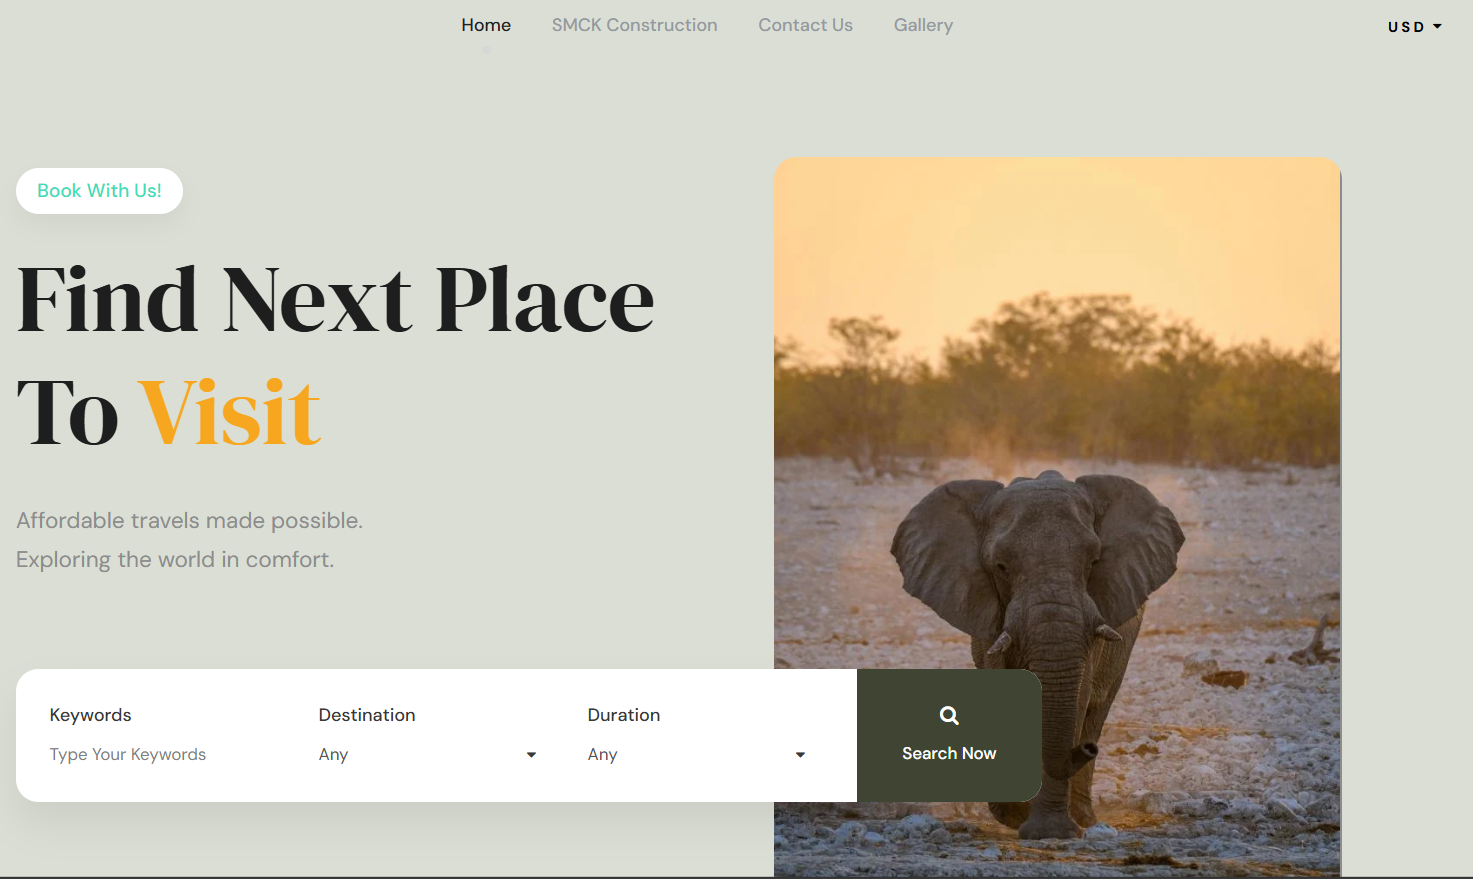 Home SMCK Construction Contact Us Gallery USD
Book With Us!
Find Next Place
To Visit
Affordable travels made possible.
Exploring the world in comfort.
Keywords Destination Duration
Type Your Keywords Any Any
Search Now